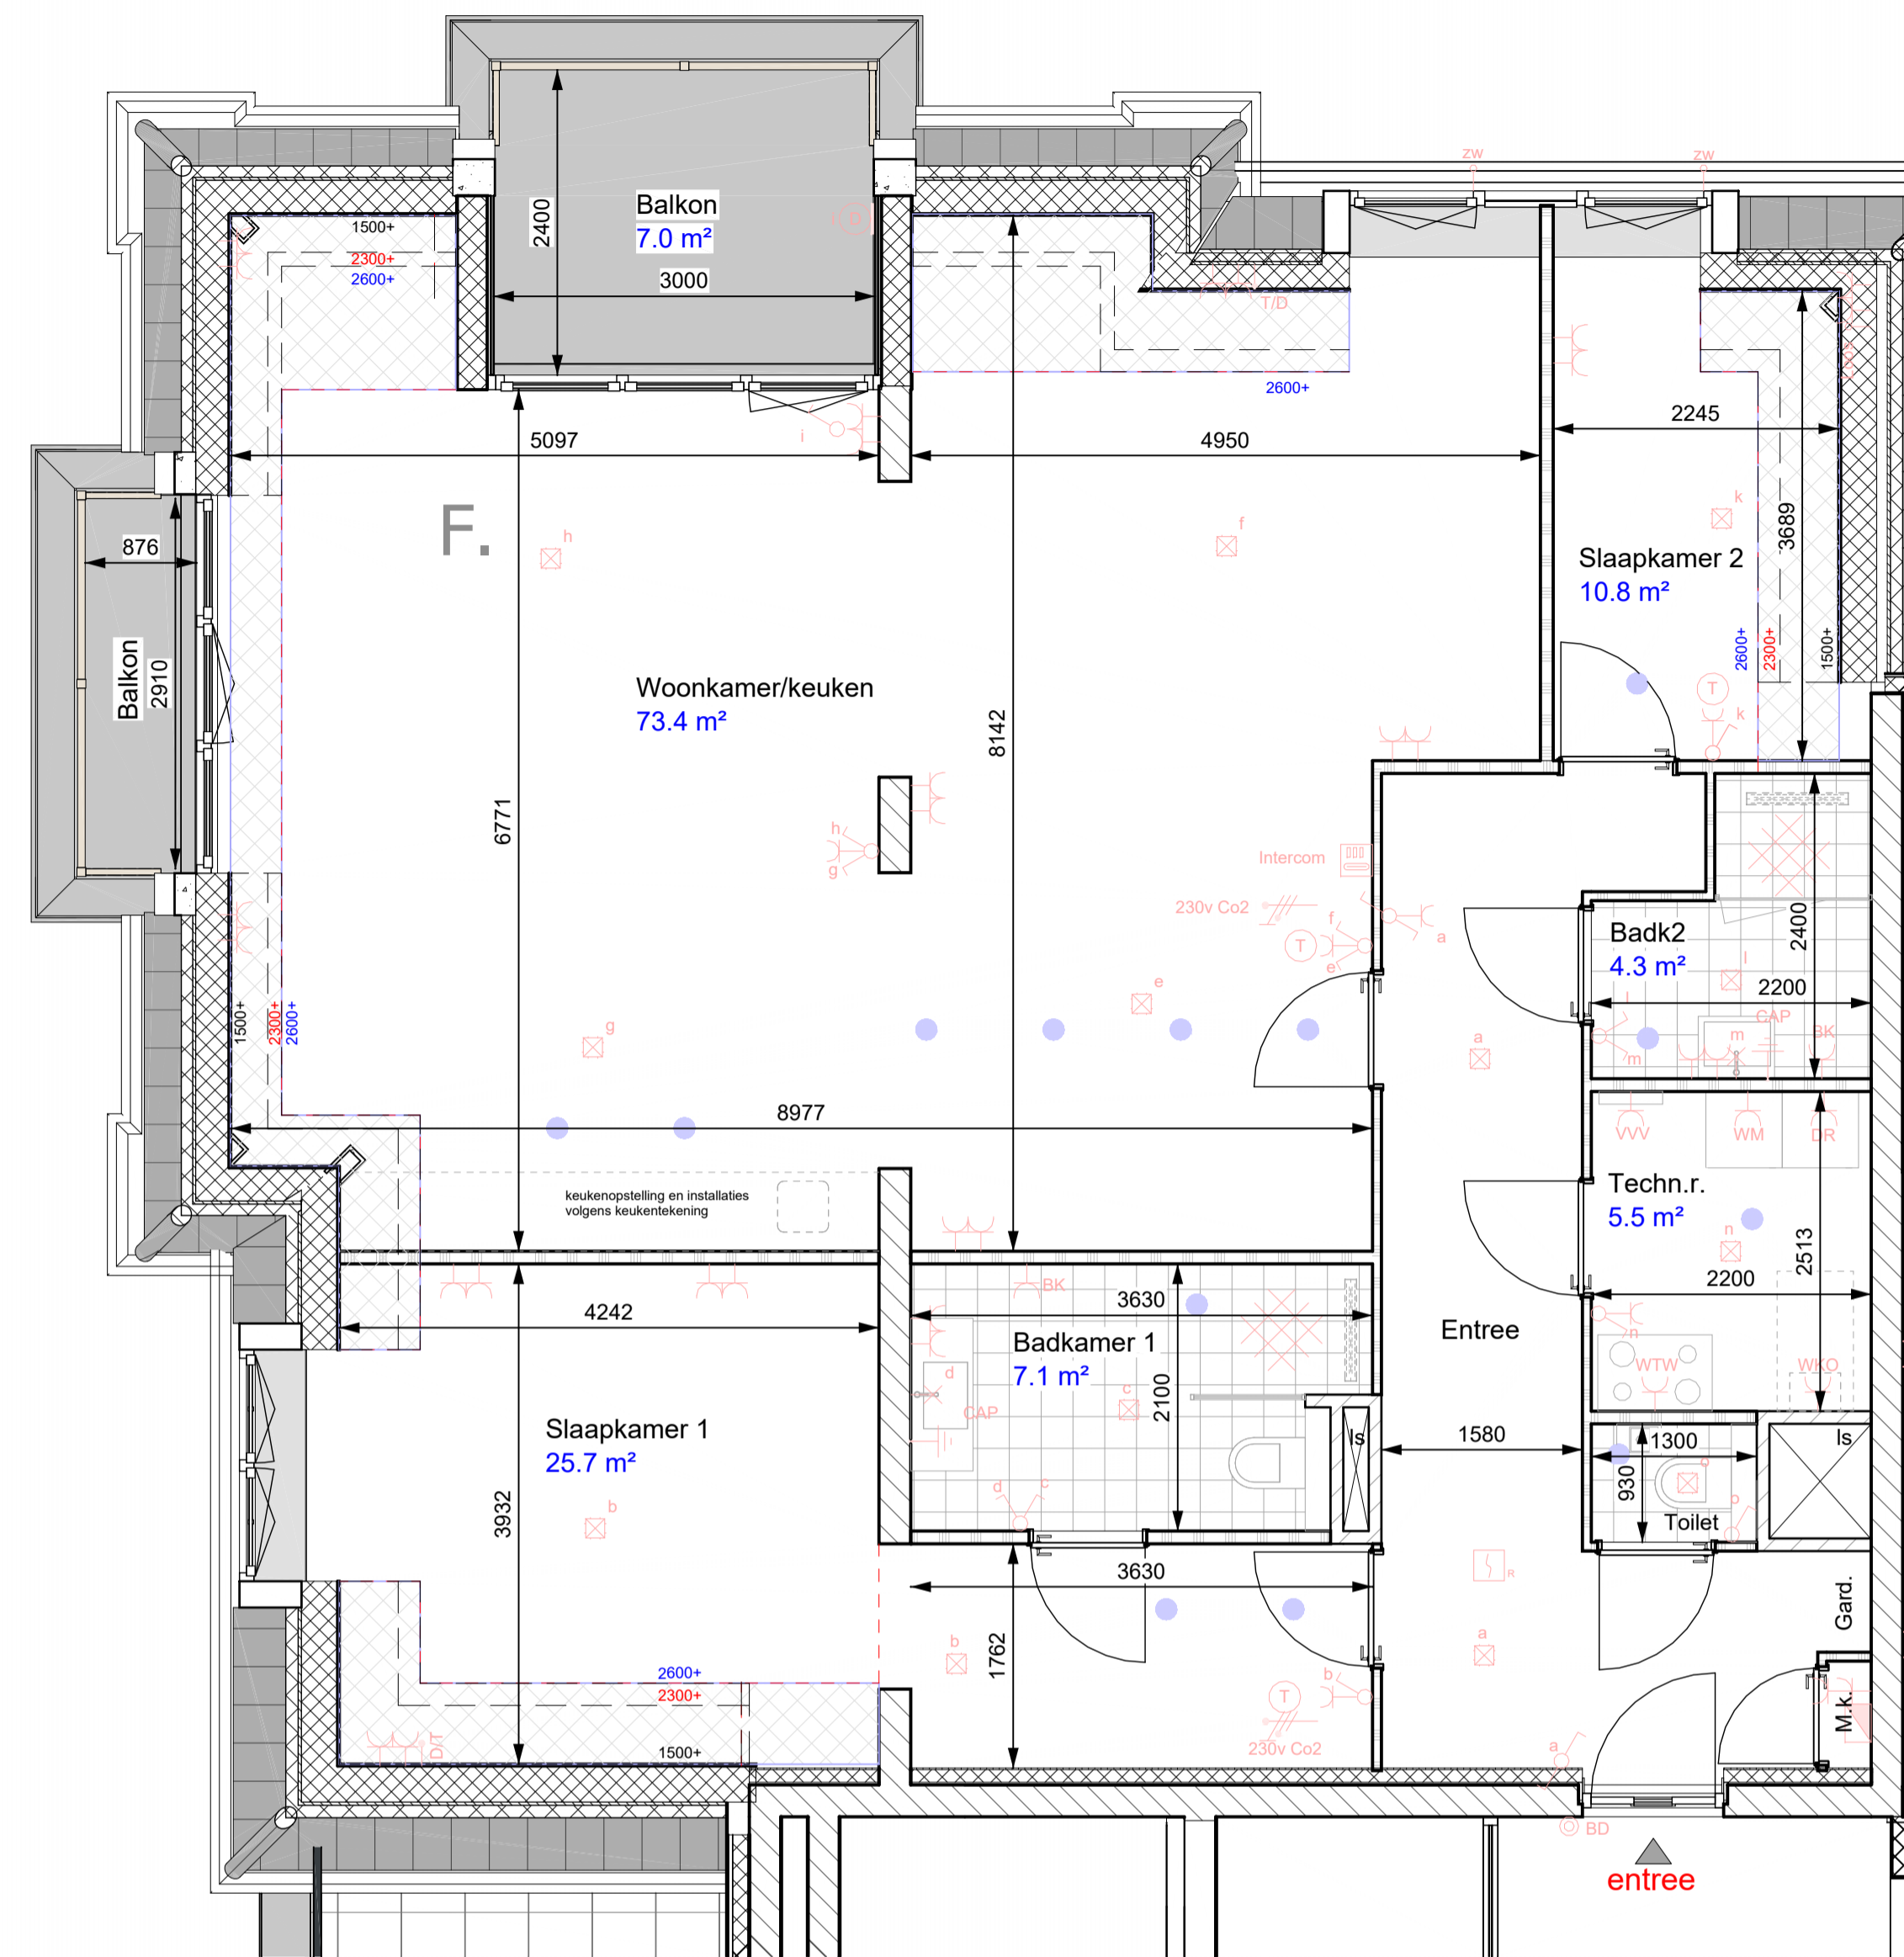 zw
zw
Balkon
7.0 m²
2400
3000
D
1500+
2300+
2600+
T/D
2600+
i
5097
4950
2245
F.
h
f
k
3689
876
Balkon
2910
Slaapkamer 2
10.8 m²
2600+
2300+
1500+
T
k
Woonkamer/keuken
73.4 m²
8142
6771
h
g
Intercom
230v Co2
f
T
e
a
Badk2
4.3 m²
2400
l
2200
CAP
BK
m
l
m
1500+
2300+
2600+
g
e
a
8977
VVV
WM
DR
Techn.r.
5.5 m²
n
2513
2200
n
keukenopstelling en installaties
volgens keukentekening
BK
4242
3630
Badkamer 1
7.1 m²
Entree
WTW
WKO
d
c
CAP
2100
Slaapkamer 1
25.7 m²
ls
1580
1300
ls
930
o
p
Toilet
d
c
3932
b
3630
R
Gard.
1762
b
a
2600+
2300+
b
T
M.k.
D/T
1500+
230v Co2
a
BD
entree